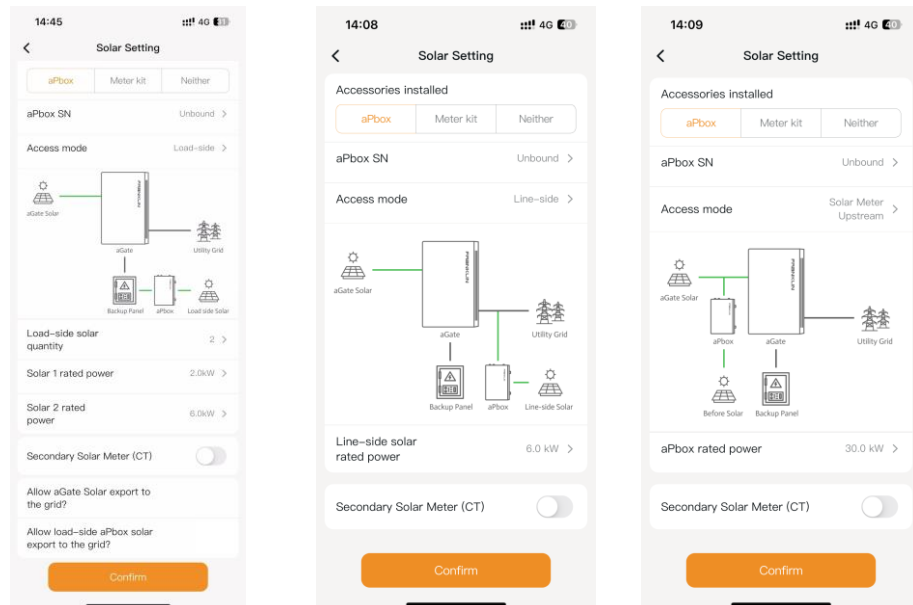 14:45
4G 31
Solar Setting
aPbox
Meter kit
Neither
aPbox SN
Unbound
Access mode
Load-side
aGate Solar
aGate
Utility Grid
Backup Panel
aPbox
Load side Solar
Load-side solar
quantity
2
Solar 1 rated power
2.0kW
Solar 2 rated
power
6.0kW
Secondary Solar Meter (CT)
Allow aGate Solar export to
the grid?
Allow load-side aPbox solar
export to the grid?
Confirm
14:08
4G 40
Solar Setting
Accessories installed
aPbox
Meter kit
Neither
aPbox SN
Unbound
Access mode
Line-side
aGate Solar
aGate
Utility Grid
Backup Panel
aPbox
Line-side Solar
Line-side solar
rated power
6.0 kW
Secondary Solar Meter (CT)
Confirm
14:09
4G 40
Solar Setting
Accessories installed
aPbox
Meter kit
Neither
aPbox SN
Unbound
Access mode
Solar Meter
Upstream
aGate Solar
aPbox
aGate
Utility Grid
Before Solar
Backup Panel
aPbox rated power
30.0 kW
Secondary Solar Meter (CT)
Confirm